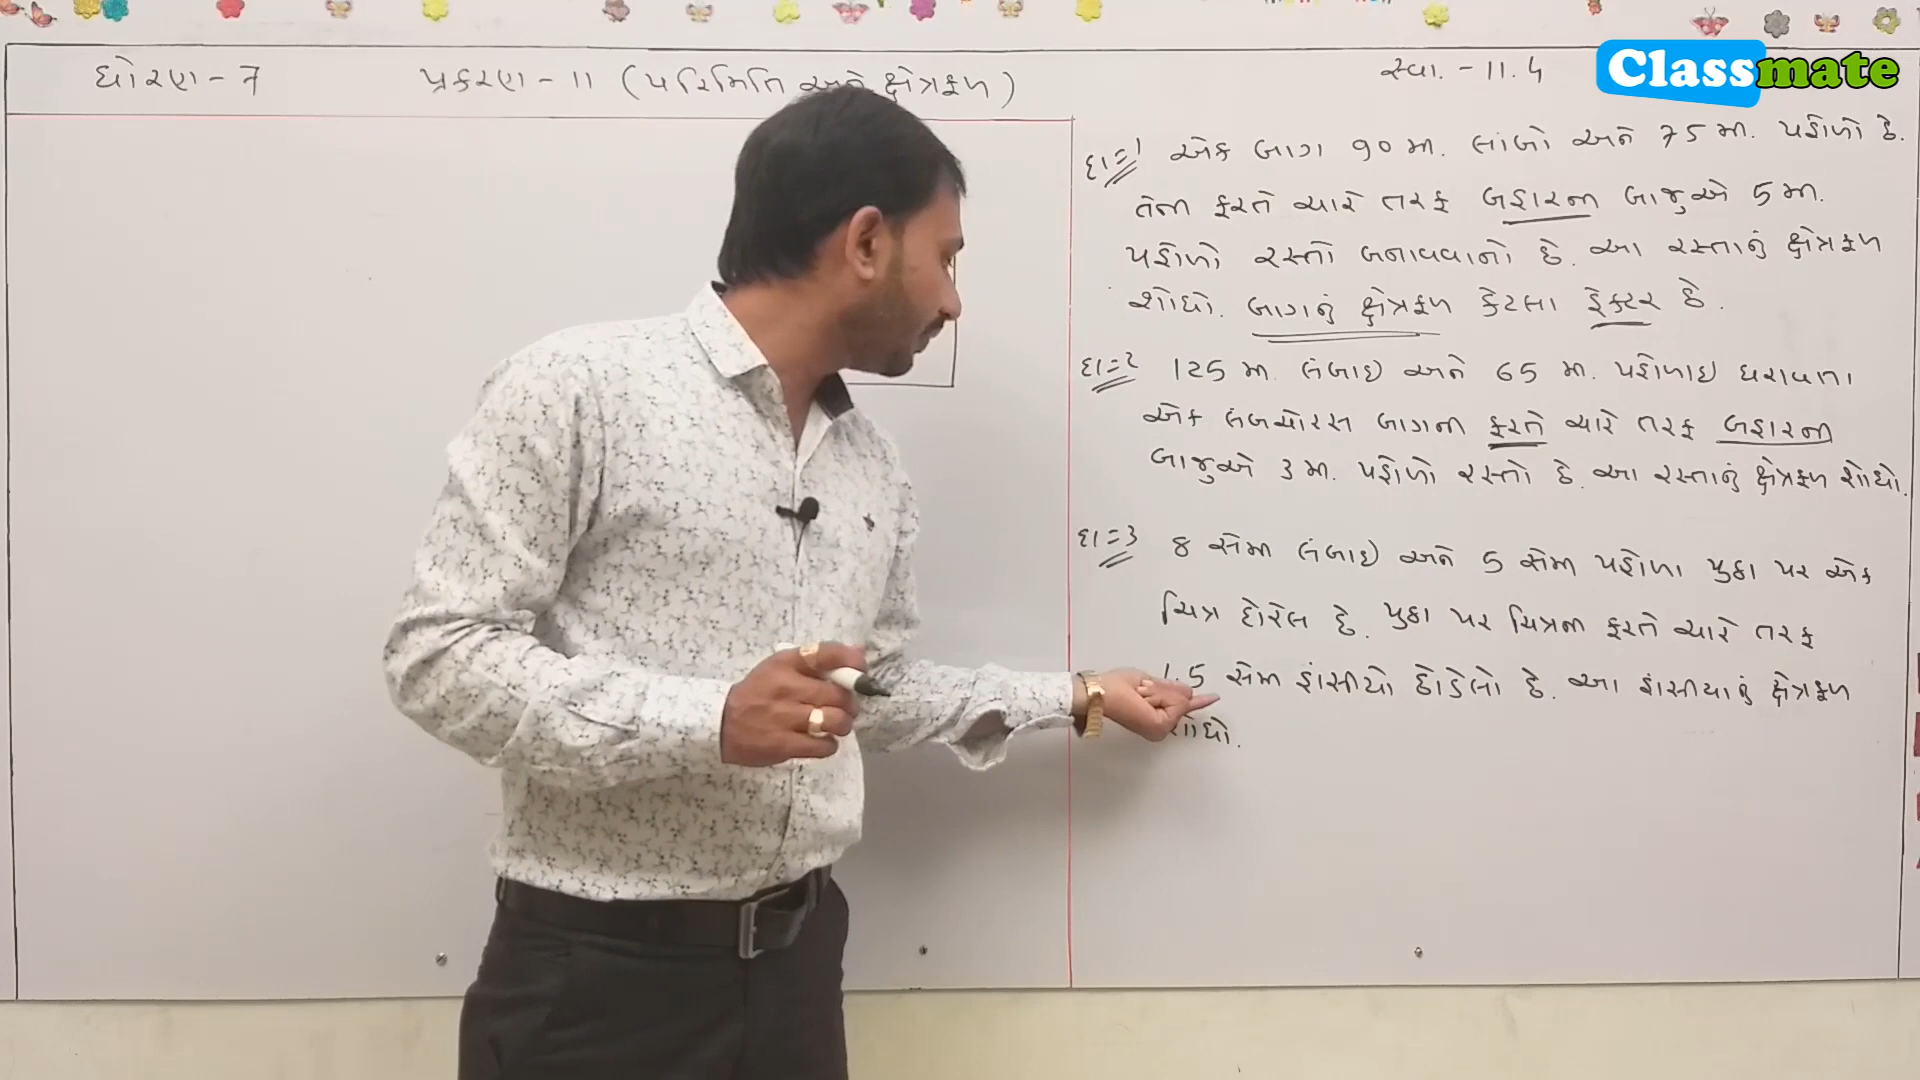 ધોરણ - 7
પ્રકરણ - 11 (પરિમિતિ અને ક્ષેત્રફળ)
સ્વા. - 11.4
Classmate
દા=1 એક બાગ 90 મી. લાંબો અને 75 મી. પહોળો છે.
તેની ફરતે ચારે તરફ બહારની બાજુએ 5 મી.
પહોળો રસ્તો બનાવવાનો છે. આ રસ્તાનું ક્ષેત્રફળ
શોધો. બાગનું ક્ષેત્રફળ કેટલા હેક્ટર છે.
દા=2 125 મી. લંબાઇ અને 65 મી. પહોળાઇ ધરાવતા
એક લંબચોરસ બાગની ફરતે ચારે તરફ બહારની
બાજુએ 3 મી. પહોળો રસ્તો છે. આ રસ્તાનું ક્ષેત્રફળ શોધો.
દા=3 8 સેમી લંબાઇ અને 5 સેમી પહોળા પુઠા પર એક
ચિત્ર દોરેલ છે. પુઠા પર ચિત્રની ફરતે ચારે તરફ
1.5 સેમી હાંસીયો છોડેલો છે. આ હાંસીયાનું ક્ષેત્રફળ
શોધો.